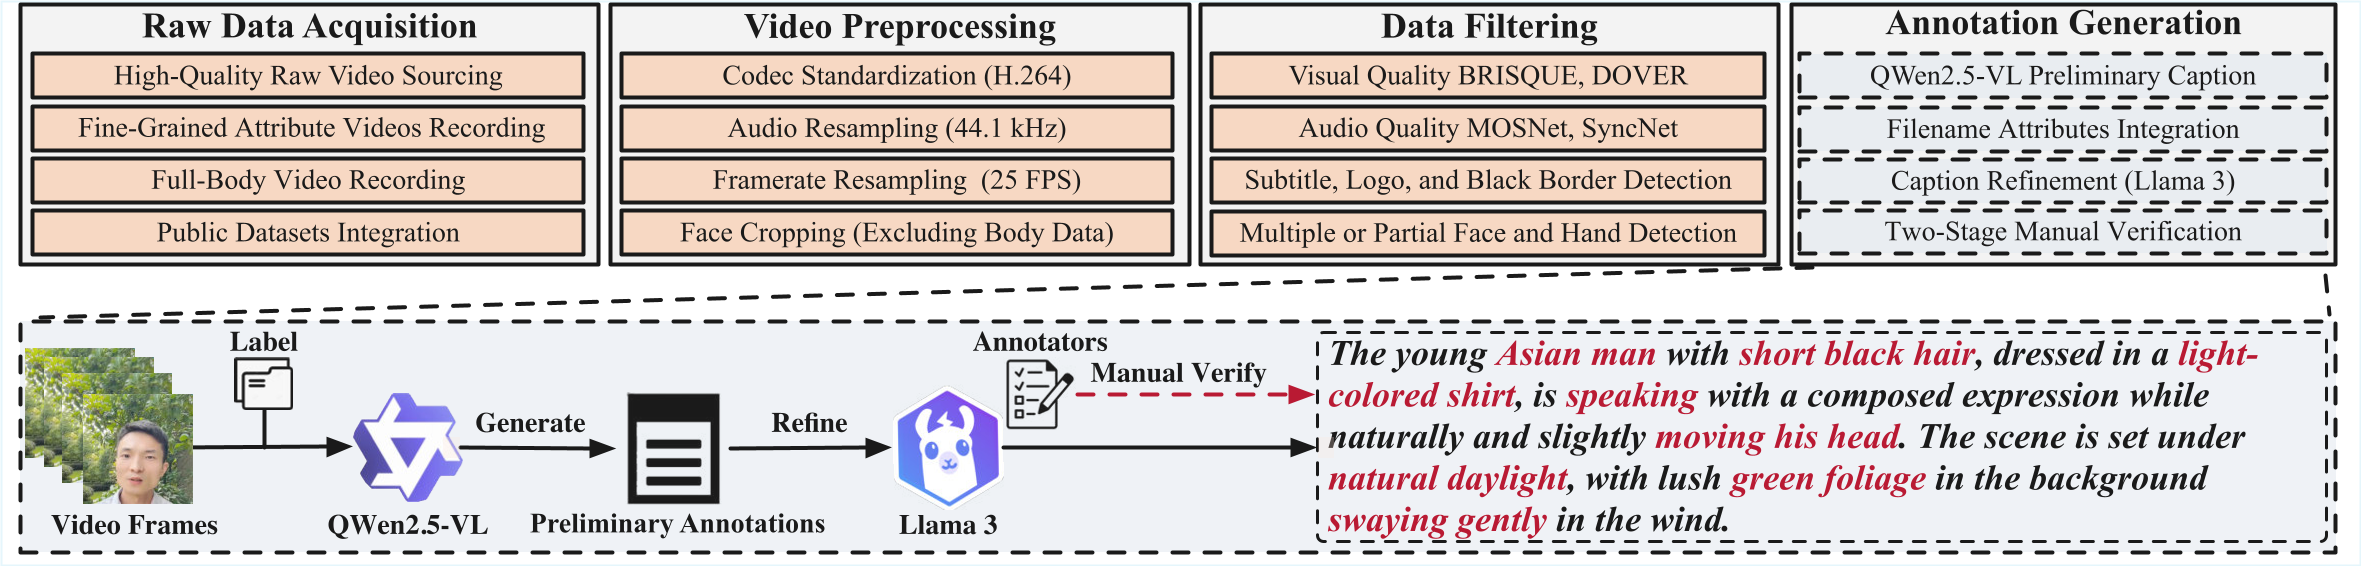 Raw Data Acquisition
High-Quality Raw Video Sourcing
Fine-Grained Attribute Videos Recording
Full-Body Video Recording
Public Datasets Integration
Video Preprocessing
Codec Standardization (H.264)
Audio Resampling (44.1 kHz)
Framerate Resampling (25 FPS)
Face Cropping (Excluding Body Data)
Data Filtering
Visual Quality BRISQUE, DOVER
Audio Quality MOSNet, SyncNet
Subtitle, Logo, and Black Border Detection
Multiple or Partial Face and Hand Detection
Annotation Generation
QWen2.5-VL Preliminary Caption
Filename Attributes Integration
Caption Refinement (Llama 3)
Two-Stage Manual Verification
Label
Video Frames
QWen2.5-VL
Generate
Preliminary Annotations
Refine
Llama 3
Annotators
Manual Verify
The young Asian man with short black hair, dressed in a light-
colored shirt, is speaking with a composed expression while
naturally and slightly moving his head. The scene is set under
natural daylight, with lush green foliage in the background
swaying gently in the wind.